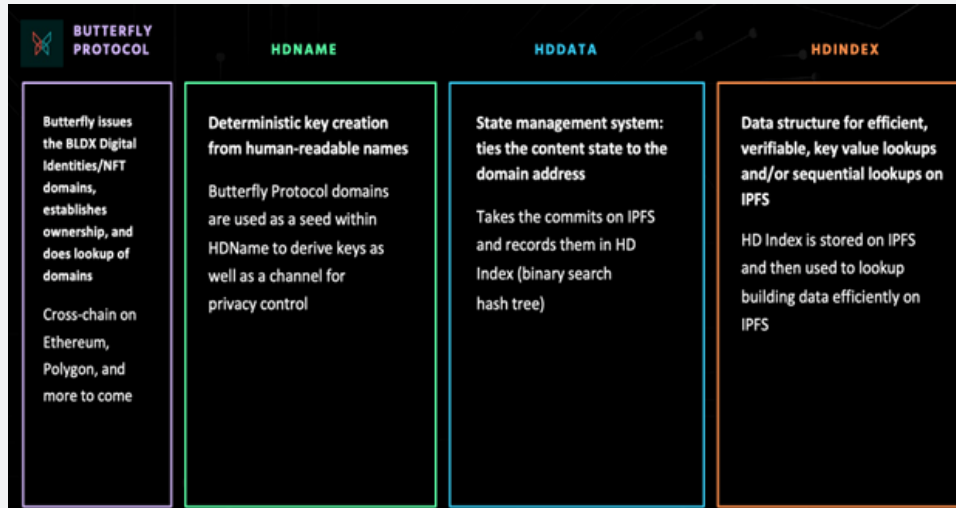 BUTTERFLY
PROTOCOL
HDNAME
HDDATA
HDINDEX
Butterfly issues
the BLDX Digital
Identities/NFT
domains,
establishes
ownership, and
does lookup of
domains
Cross-chain on
Ethereum,
Polygon, and
more to come
Deterministic key creation
from human-readable names
Butterfly Protocol domains
are used as a seed within
HDName to derive keys as
well as a channel for
privacy control
State management system:
ties the content state to the
domain address
Takes the commits on IPFS
and records them in HD
Index (binary search
hash tree)
Data structure for efficient,
verifiable, key value lookups
and/or sequential lookups on
IPFS
HD Index is stored on IPFS
and then used to lookup
building data efficiently on
IPFS